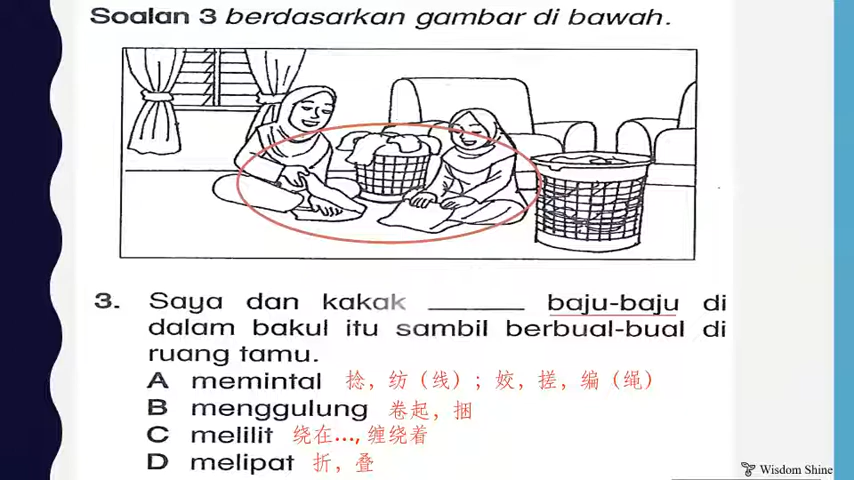 Soalan 3 berdasarkan gambar di bawah.
3. Saya dan kakak ________ baju-baju di
dalam bakul itu sambil berbual-bual di
ruang tamu.
A memintal 捻，纺（线）；姣，搓，编（绳）
B menggulung 卷起，捆
C melilit 绕在…，缠绕着
D melipat 折，叠
Wisdom Shine